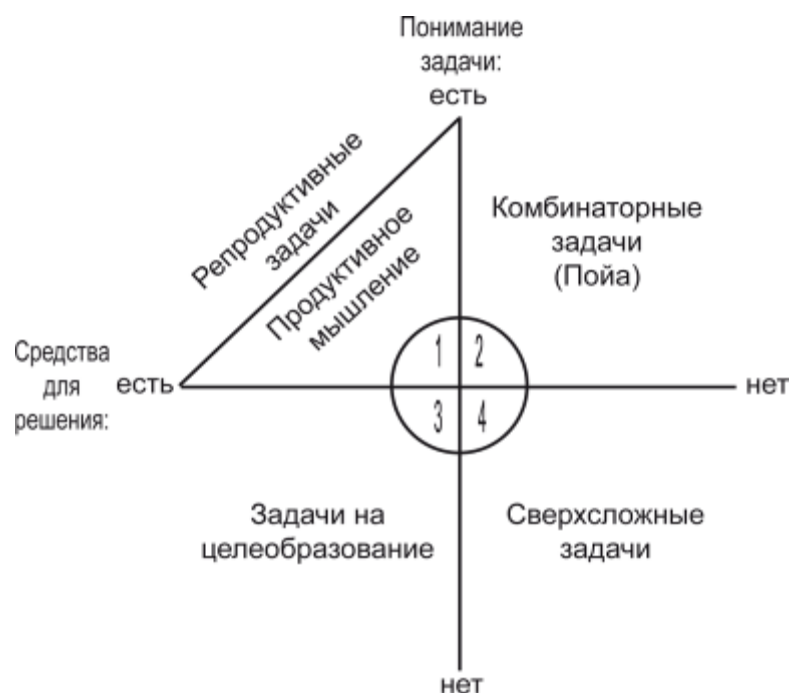 Понимание
задачи:
есть
Репродуктивные
задачи
Продуктивное
мышление
Комбинаторные
задачи
(Пойа)
1
2
Средства
для
решения:
есть
нет
3
4
Задачи на
целеобразование
Сверхсложные
задачи
нет